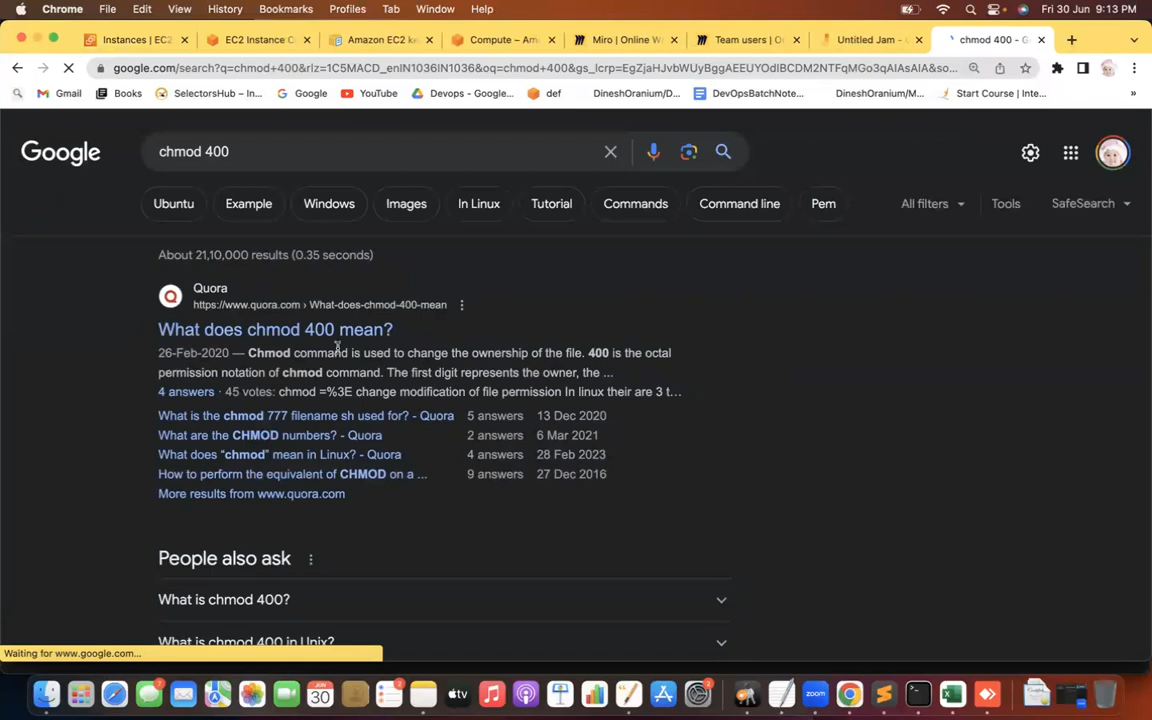 Chrome File Edit View History Bookmarks Profiles Tab Window Help Fri 30 Jun 9:13 PM
Instances | EC2 EC2 Instance C Amazon EC2 ke Compute – Am Miro | Online W Team users | O Untitled Jam - G chmod 400 - G
google.com/search?q=chmod+400&rlz=1C5MACD_enIN1036IN1036&oq=chmod+400&gs_lcrp=EgZjaHJvbWUyBggAEEUYOdIBCDM2NTFqMGo3qAIAsAIA&so...
Gmail Books SelectorsHub - In... Google YouTube Devops - Google... def DineshOranium/D... DevOpsBatchNote... DineshOranium/M... Start Course | Inte... »
Google
chmod 400
Ubuntu Example Windows Images In Linux Tutorial Commands Command line Pem All filters Tools SafeSearch
About 21,10,000 results (0.35 seconds)
Quora
https://www.quora.com › What-does-chmod-400-mean
What does chmod 400 mean?
26-Feb-2020 — Chmod command is used to change the ownership of the file. 400 is the octal
permission notation of chmod command. The first digit represents the owner, the ...
4 answers · 45 votes: chmod =%3E change modification of file permission In linux their are 3 t...
What is the chmod 777 filename sh used for? - Quora 5 answers 13 Dec 2020
What are the CHMOD numbers? - Quora 2 answers 6 Mar 2021
What does “chmod” mean in Linux? - Quora 4 answers 28 Feb 2023
How to perform the equivalent of CHMOD on a ... 9 answers 27 Dec 2016
More results from www.quora.com
People also ask
What is chmod 400?
What is chmod 400 in Unix?
Waiting for www.google.com...
7 30 2 tv zoom 2